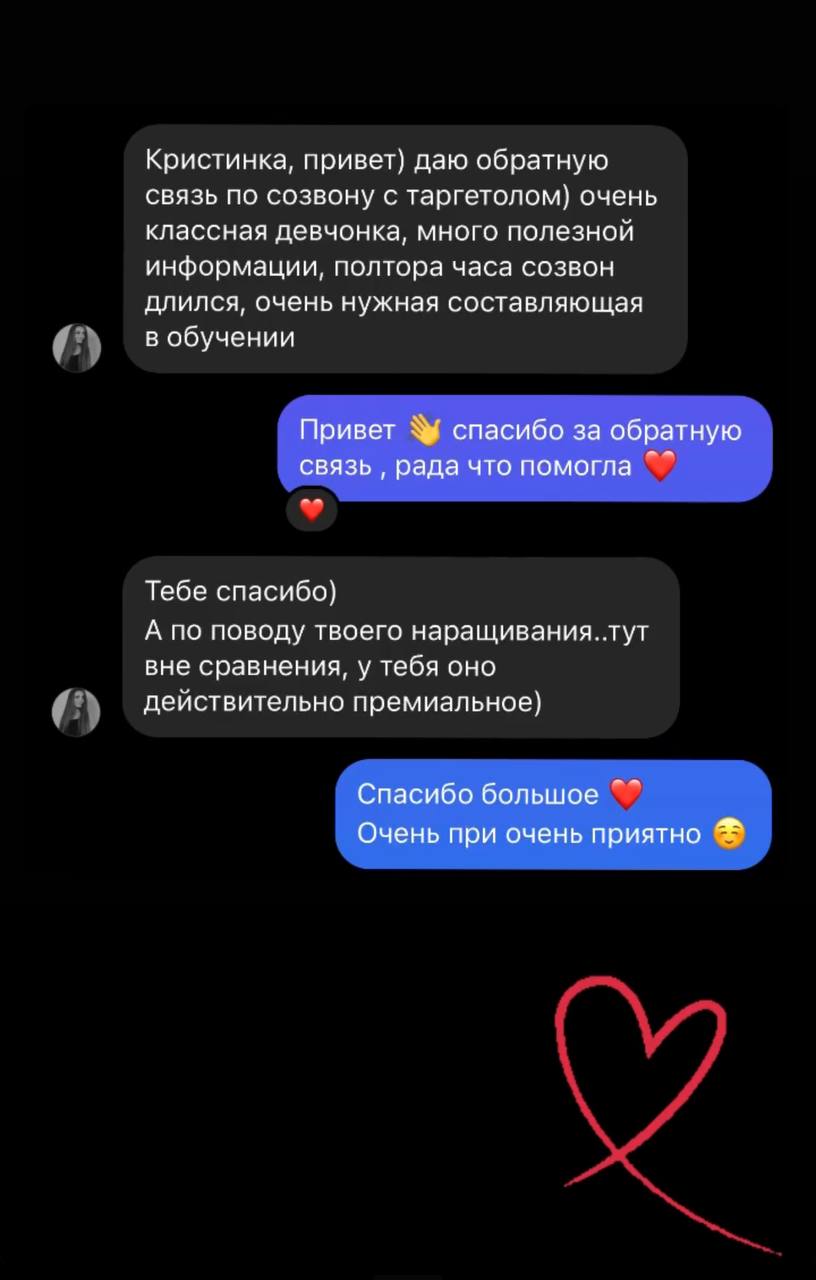 Кристинка, привет) даю обратную
связь по созвону с таргетолом) очень
классная девчонка, много полезной
информации, полтора часа созвон
длился, очень нужная составляющая
в обучении
Привет 👋 спасибо за обратную
связь , рада что помогла ❤️
❤️
Тебе спасибо)
А по поводу твоего наращивания..тут
вне сравнения, у тебя оно
действительно премиальное)
Спасибо большое ❤️
Очень при очень приятно ☺️